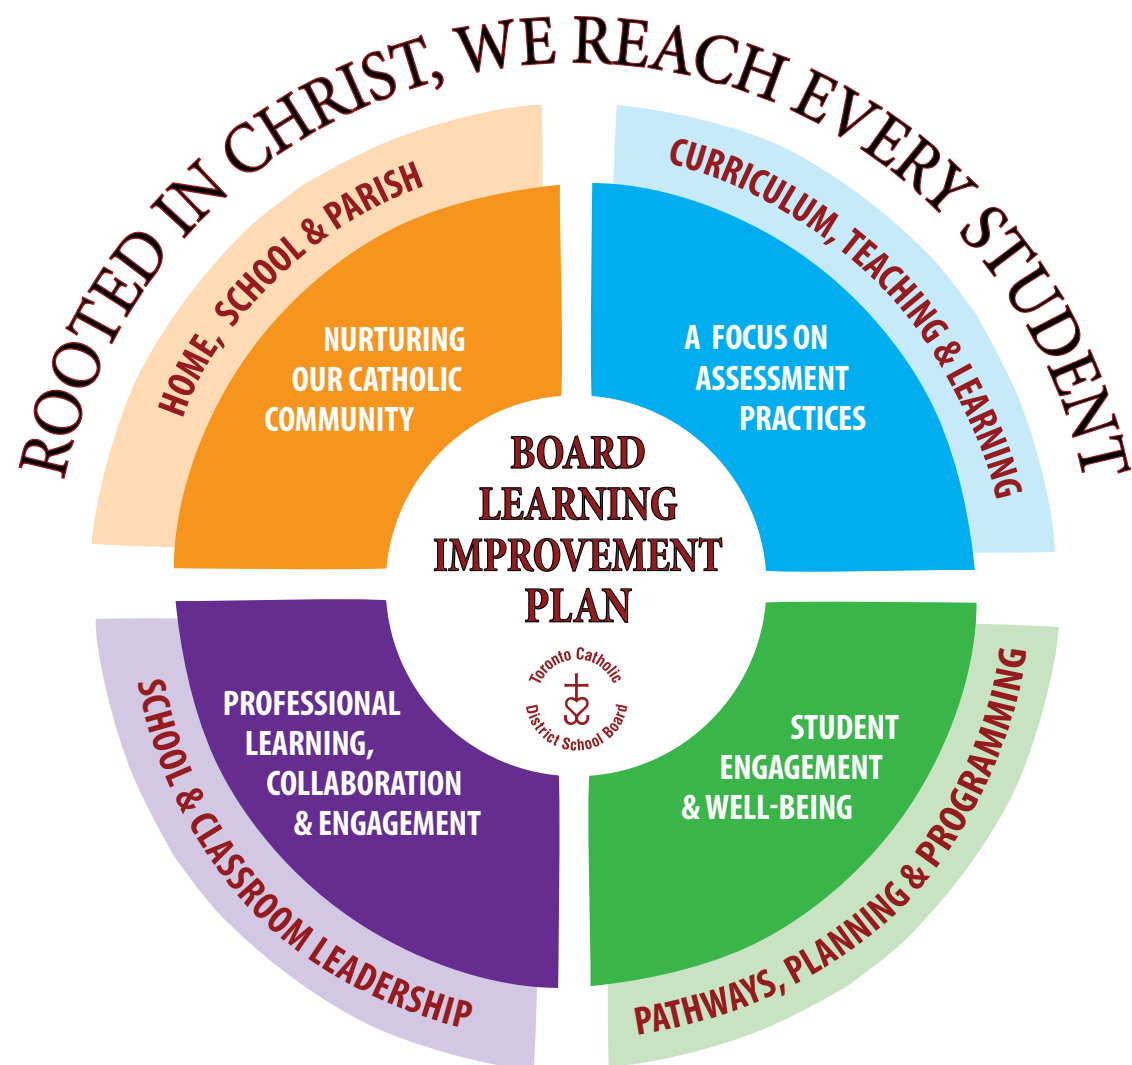 ROOTED IN CHRIST, WE REACH EVERY STUDENT
HOME, SCHOOL & PARISH
NURTURING
OUR CATHOLIC
COMMUNITY
CURRICULUM, TEACHING & LEARNING
A FOCUS ON
ASSESSMENT
PRACTICES
BOARD
LEARNING
IMPROVEMENT
PLAN
Toronto Catholic
District School Board
SCHOOL & CLASSROOM LEADERSHIP
PROFESSIONAL
LEARNING,
COLLABORATION
& ENGAGEMENT
STUDENT
ENGAGEMENT
& WELL-BEING
PATHWAYS, PLANNING & PROGRAMMING